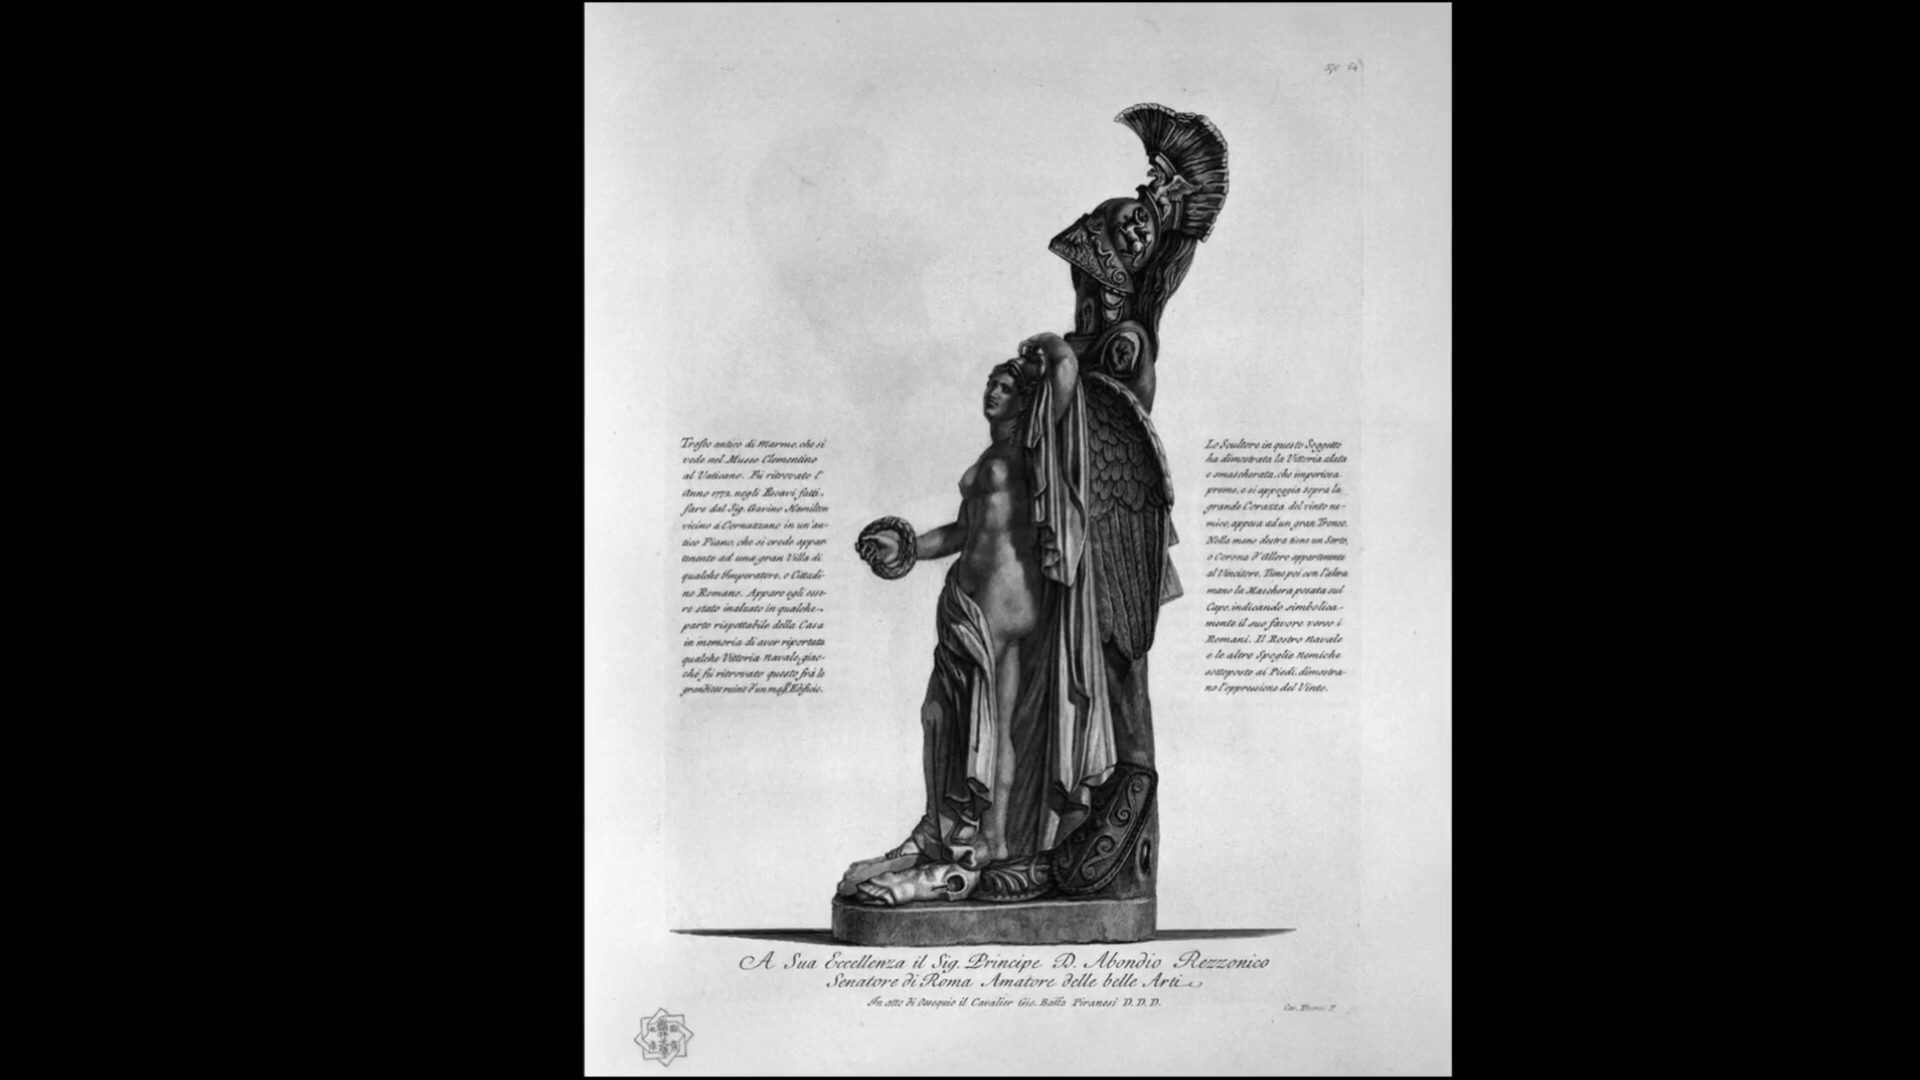 Trofeo antico di Marmo, che si
vede nel Museo Clementino
al Vaticano. Fù ritrovato l'
Anno 1772. negli Escavi fatti
fare dal Sig. Gavino Hamilton
vicino à Cornazzano in un'an-
tico Piano, che si crede appar-
tenente ad una gran Villa di
qualche Imperatore, o Cittadi-
no Romano. Appare egli esse-
re stato inalzato in qualche
parte rispettabile della Casa
in memoria di aver riportata
qualche Vittoria navale, giac-
ché fù ritrovato questo frà le
grandiose ruine d'un Edificio.
Lo Scultore in questo Soggetto
ha dimostrata la Vittoria alata
e smascherata, che imperiosa
preme, e si appoggia sopra la
grande Corazza del vinto ne-
mico, appesa ad un gran Tronco.
Nella mano destra tiene un Serto,
o Corona d'Alloro appartenente
al Vincitore. Tiene poi con l'altra
mano la Maschera posata sul
Capo, indicando simbolica-
mente il suo favore verso i
Romani. Il Rostro navale
e le altre Spoglie nemiche
sottoposte ai Piedi, dimostra-
no l'oppressione del Vinto.
A Sua Eccellenza il Sig. Principe D. Abondio Rezzonico
Senatore di Roma Amatore delle belle Arti
In atto di Ossequio il Cavalier Gio. Batta Piranesi D.D.D.